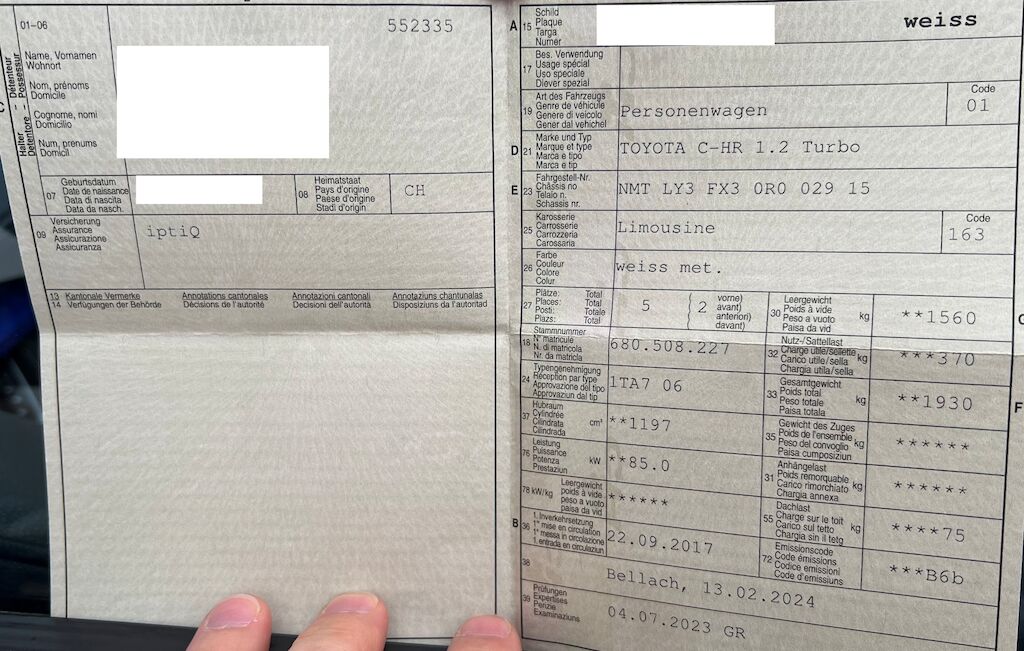 01-06
552335
Halter - Détenteur
Detentore - Possessur
Name, Vornamen
Wohnort
Nom, prénoms
Domicile
Cognome, nomi
Domicilio
Num, prenums
Domicil
07
Geburtsdatum
Date de naissance
Data di nascita
Data da nasch.
08
Heimatstaat
Pays d'origine
Paese d'origine
Stadi d'origin
CH
09
Versicherung
Assurance
Assicurazione
Assicuranza
iptiQ
13 Kantonale Vermerke
14 Verfügungen der Behörde
Annotations cantonales
Décisions de l'autorité
Annotazioni cantonali
Decisioni dell'autorità
Annotaziuns chantunalas
Disposiziuns da l'autoritad
A
15
Schild
Plaque
Targa
Numer
weiss
17
Bes. Verwendung
Usage spécial
Uso speciale
Diever spezial
19
Art des Fahrzeugs
Genre de véhicule
Genere di veicolo
Gener dal vehichel
Personenwagen
Code
01
D
21
Marke und Typ
Marque et type
Marca e tipo
Marca e tip
TOYOTA C-HR 1.2 Turbo
E
23
Fahrgestell-Nr.
Châssis no
Telaio n.
Schassis nr.
NMT LY3 FX3 0R0 029 15
25
Karosserie
Carrosserie
Carrozzeria
Carossaria
Limousine
Code
163
26
Farbe
Couleur
Colore
Colur
weiss met.
27
Plätze: Total
Places: Total
Posti: Totale
Plazs: Total
5
2
vorne)
avant)
anteriori)
davant)
30
Leergewicht
Poids à vide
Peso a vuoto
Paisa da vid
kg
**1560
18
Stammnummer
N° matricule
N. di matricola
Nr. da matricla
680.508.227
32
Nutz-/Sattellast
Charge utile/sellette
Carico utile/sella
Chargia utila/sella
kg
***370
24
Typengenehmigung
Réception par type
Approvazione del tipo
Approvaziun dal tip
1TA7 06
33
Gesamtgewicht
Poids total
Peso totale
Paisa totala
kg
**1930
F
37
Hubraum
Cylindrée
Cilindrata
Cilindrada
cm³
**1197
35
Gewicht des Zuges
Poids de l'ensemble
Peso del convoglio
Paisa cumposiziun
kg
******
76
Leistung
Puissance
Potenza
Prestaziun
kW
**85.0
31
Anhängelast
Poids remorquable
Carico rimorchiato
Chargia annexa
kg
******
78 kW/kg
Leergewicht
poids à vide
peso a vuoto
paisa da vid
******
55
Dachlast
Charge sur le toit
Carico sul tetto
Chargia sin il tetg
kg
****75
B
36
1. Inverkehrsetzung
1re mise en circulation
1a messa in circolazione
1. entrada en circulaziun
22.09.2017
72
Emissionscode
Code émissions
Codice emissioni
Code d'emissiuns
***B6b
38
Bellach, 13.02.2024
39
Prüfungen
Expertises
Perizie
Examinaziuns
04.07.2023 GR